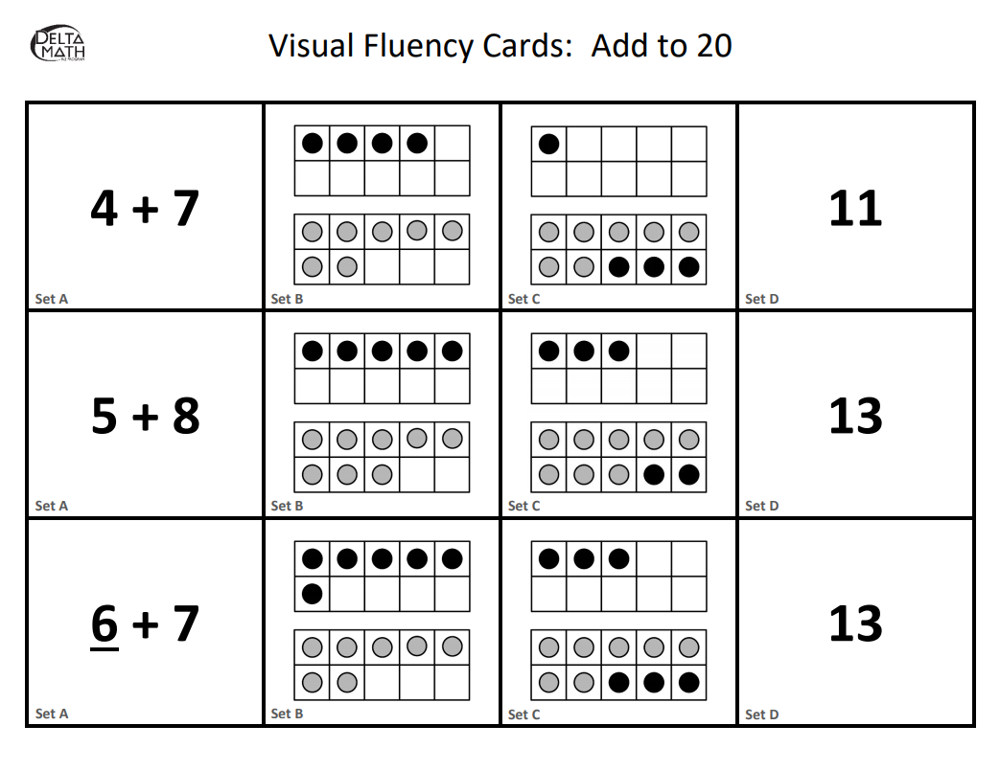 DELTA
MATH
Visual Fluency Cards:  Add to 20
4 + 7
11
Set A
Set B
Set C
Set D
5 + 8
13
Set A
Set B
Set C
Set D
6 + 7
13
Set A
Set B
Set C
Set D